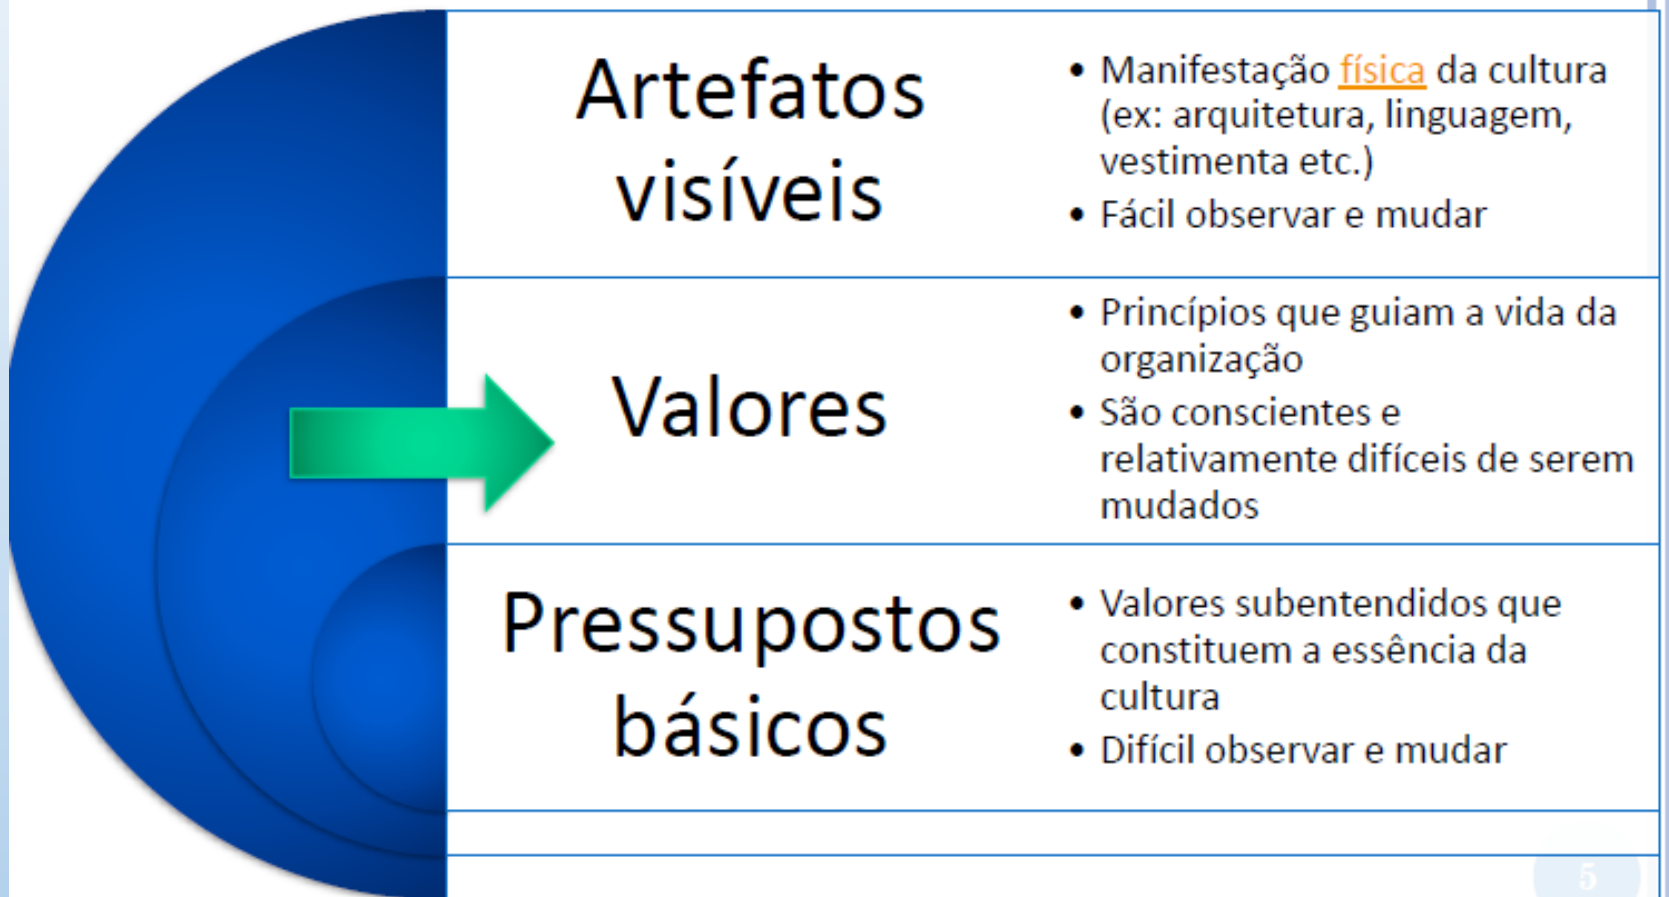 Artefatos
visíveis
• Manifestação física da cultura
(ex: arquitetura, linguagem,
vestimenta etc.)
• Fácil observar e mudar
Valores
• Princípios que guiam a vida da
organização
• São conscientes e
relativamente difíceis de serem
mudados
Pressupostos
básicos
• Valores subentendidos que
constituem a essência da
cultura
• Difícil observar e mudar
5